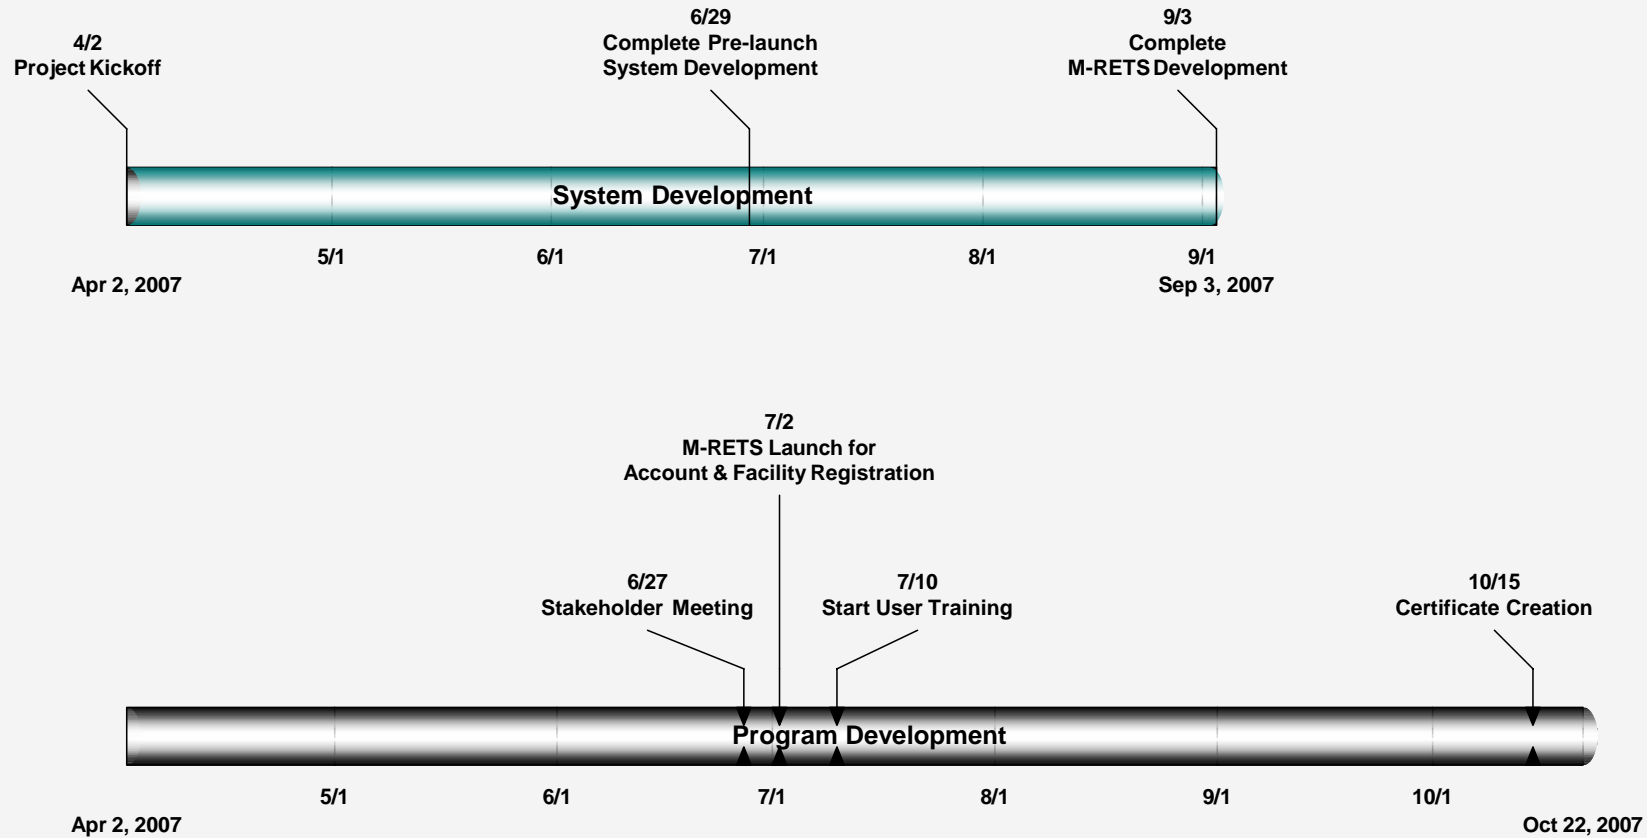 4/2
Project Kickoff
6/29
Complete Pre-launch
System Development
9/3
Complete
M-RETS Development
System Development
5/1
6/1
7/1
8/1
9/1
Apr 2, 2007
Sep 3, 2007
7/2
M-RETS Launch for
Account & Facility Registration
6/27
Stakeholder Meeting
7/10
Start User Training
10/15
Certificate Creation
Program Development
5/1
6/1
7/1
8/1
9/1
10/1
Apr 2, 2007
Oct 22, 2007